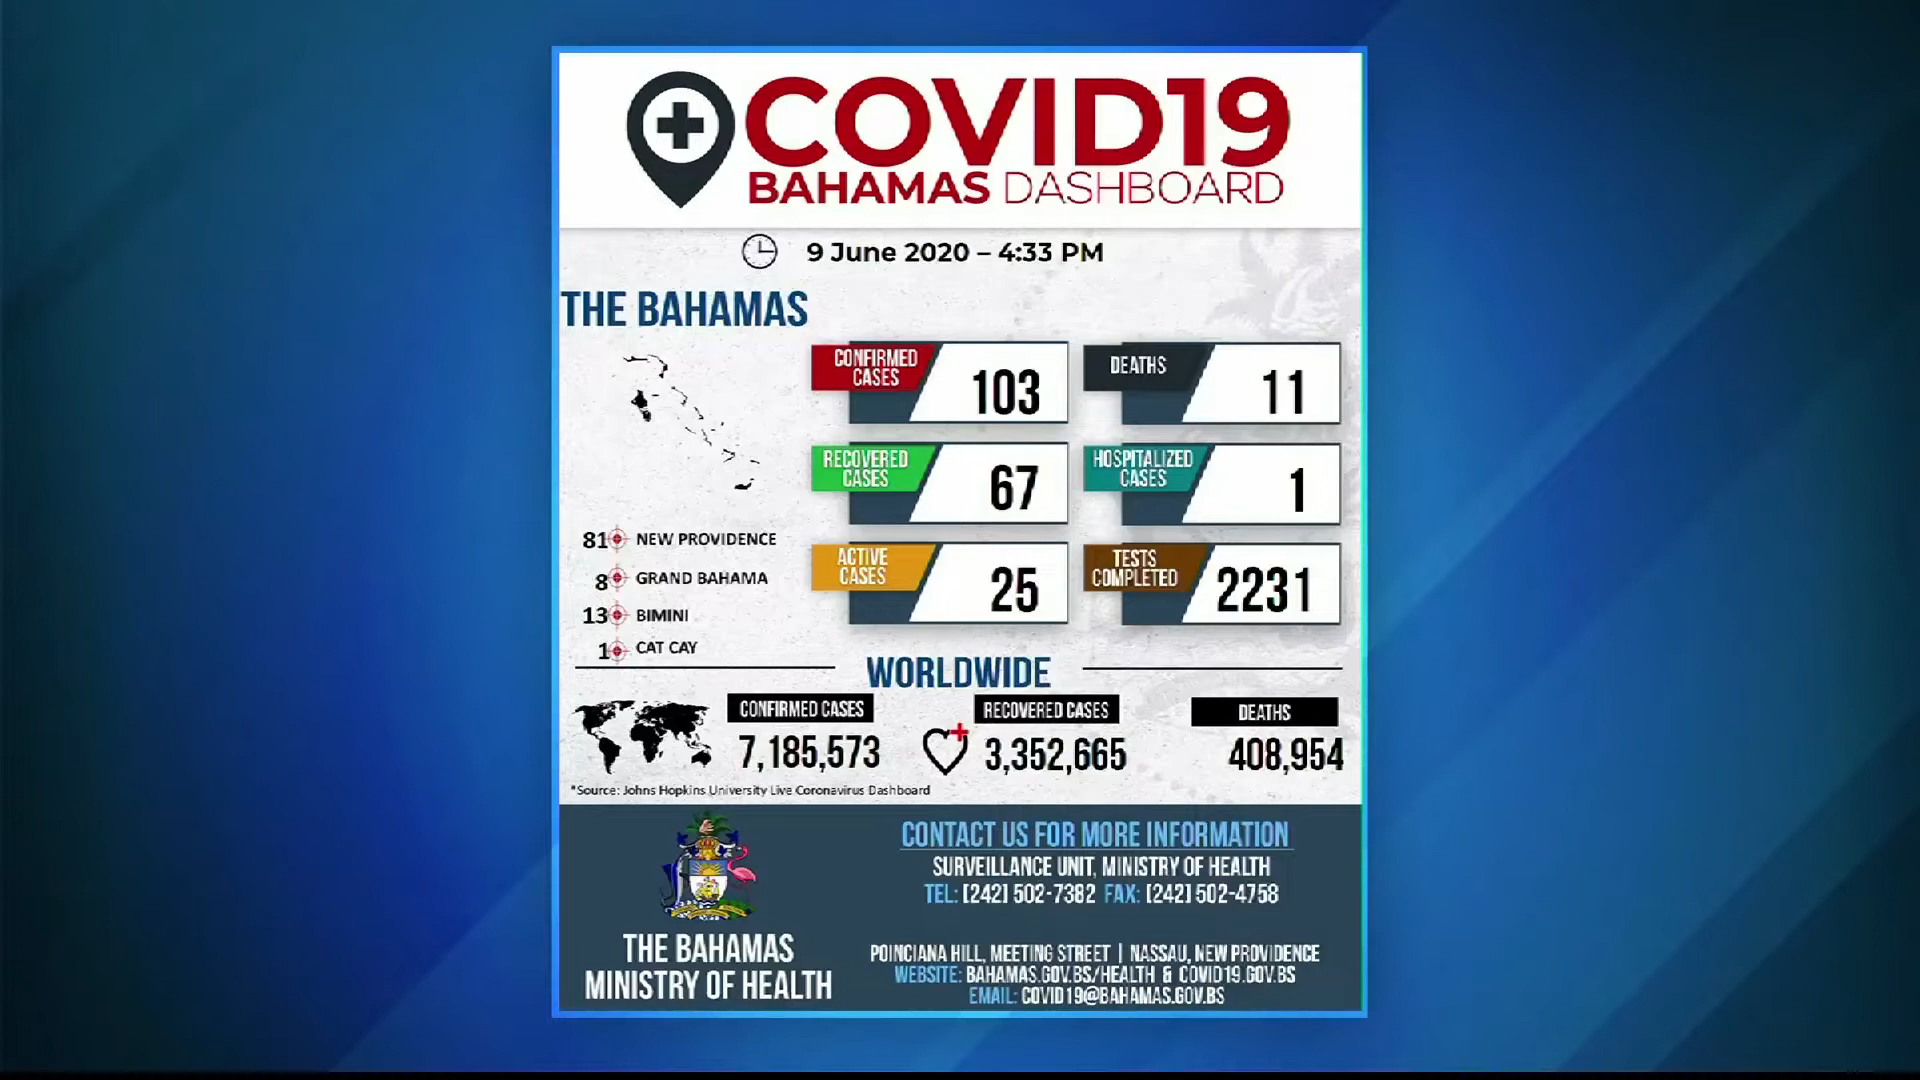 COVID19
BAHAMAS DASHBOARD
9 June 2020 – 4:33 PM
THE BAHAMAS
CONFIRMED
CASES
103
DEATHS
11
RECOVERED
CASES
67
HOSPITALIZED
CASES
1
ACTIVE
CASES
25
TESTS
COMPLETED
2231
81 NEW PROVIDENCE
8 GRAND BAHAMA
13 BIMINI
1 CAT CAY
WORLDWIDE
CONFIRMED CASES
7,185,573
RECOVERED CASES
3,352,665
DEATHS
408,954
*Source: Johns Hopkins University Live Coronavirus Dashboard
THE BAHAMAS
MINISTRY OF HEALTH
CONTACT US FOR MORE INFORMATION
SURVEILLANCE UNIT, MINISTRY OF HEALTH
TEL: [242] 502-7382 FAX: [242] 502-4758
POINCIANA HILL, MEETING STREET | NASSAU, NEW PROVIDENCE
WEBSITE: BAHAMAS.GOV.BS/HEALTH & COVID19.GOV.BS
EMAIL: COVID19@BAHAMAS.GOV.BS